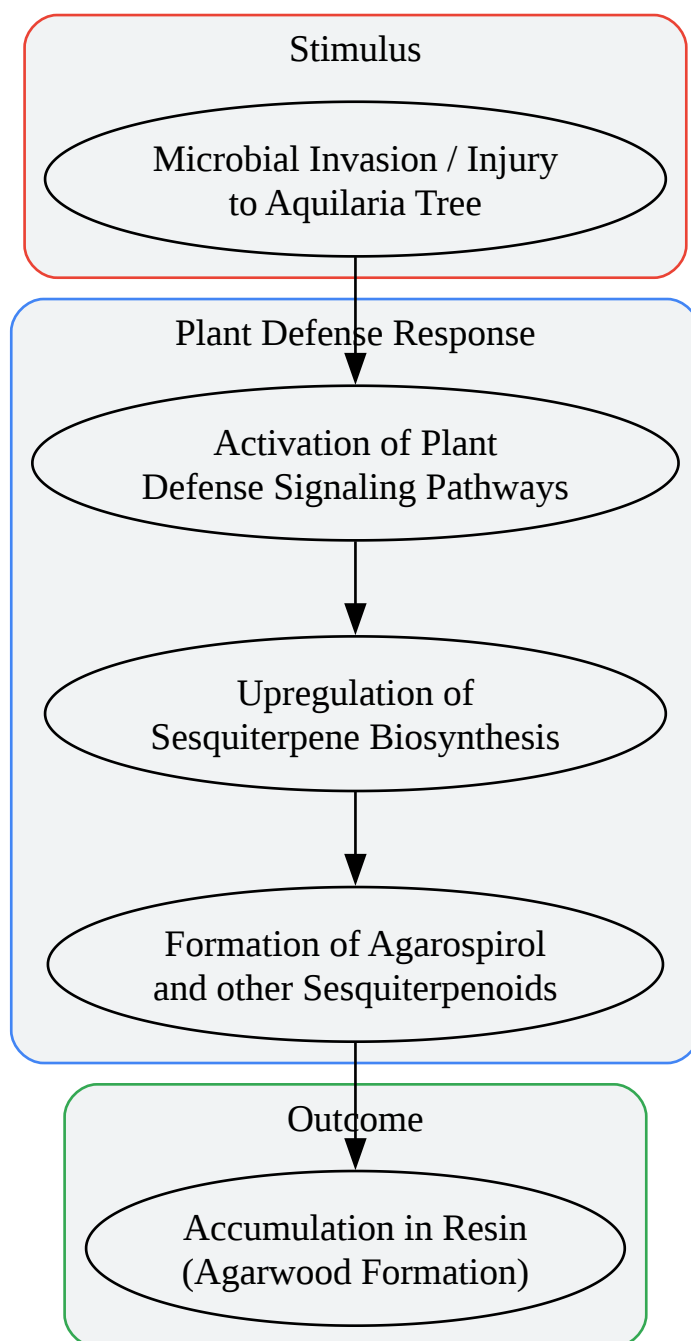 Stimulus
Microbial Invasion / Injury
to Aquilaria Tree
Plant Defense Response
Activation of Plant
Defense Signaling Pathways
Upregulation of
Sesquiterpene Biosynthesis
Formation of Agarospirol
and other Sesquiterpenoids
Outcome
Accumulation in Resin
(Agarwood Formation)